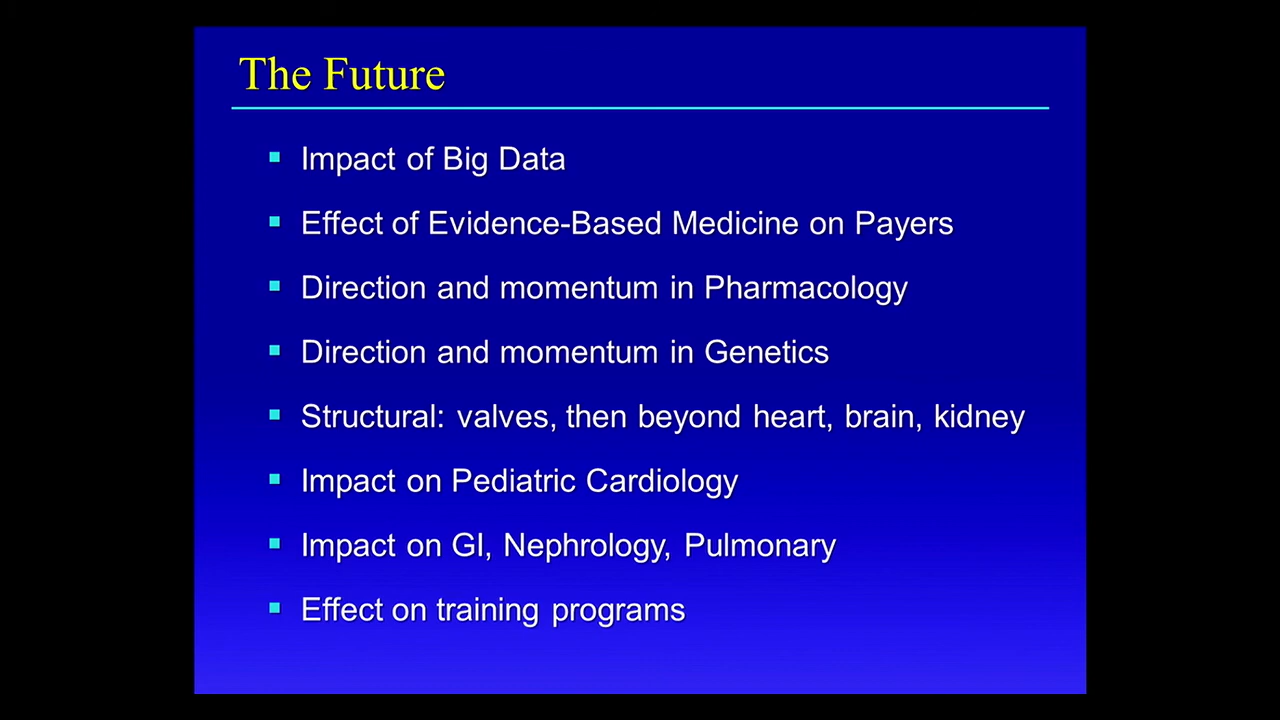 The Future
Impact of Big Data
Effect of Evidence-Based Medicine on Payers
Direction and momentum in Pharmacology
Direction and momentum in Genetics
Structural: valves, then beyond heart, brain, kidney
Impact on Pediatric Cardiology
Impact on GI, Nephrology, Pulmonary
Effect on training programs